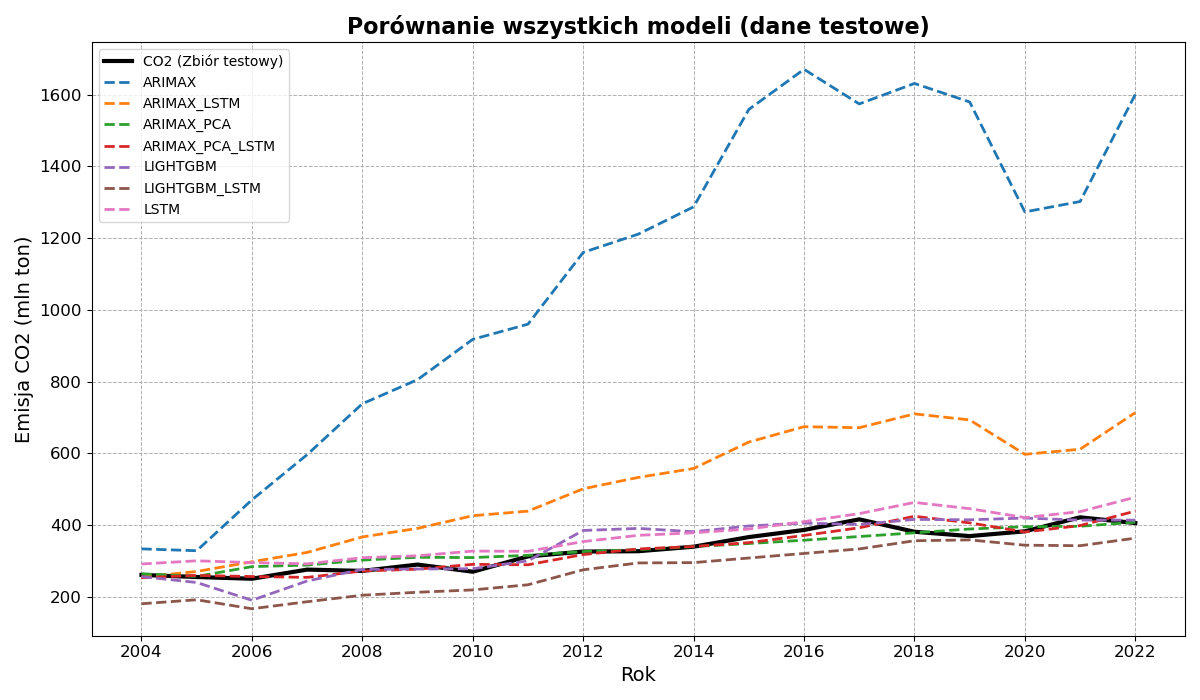 Porównanie wszystkich modeli (dane testowe)
CO2 (Zbiór testowy)
ARIMAX
ARIMAX_LSTM
ARIMAX_PCA
ARIMAX_PCA_LSTM
LIGHTGBM
LIGHTGBM_LSTM
LSTM
Emisja CO2 (mln ton)
1600
1400
1200
1000
800
600
400
200
2004 2006 2008 2010 2012 2014 2016 2018 2020 2022
Rok